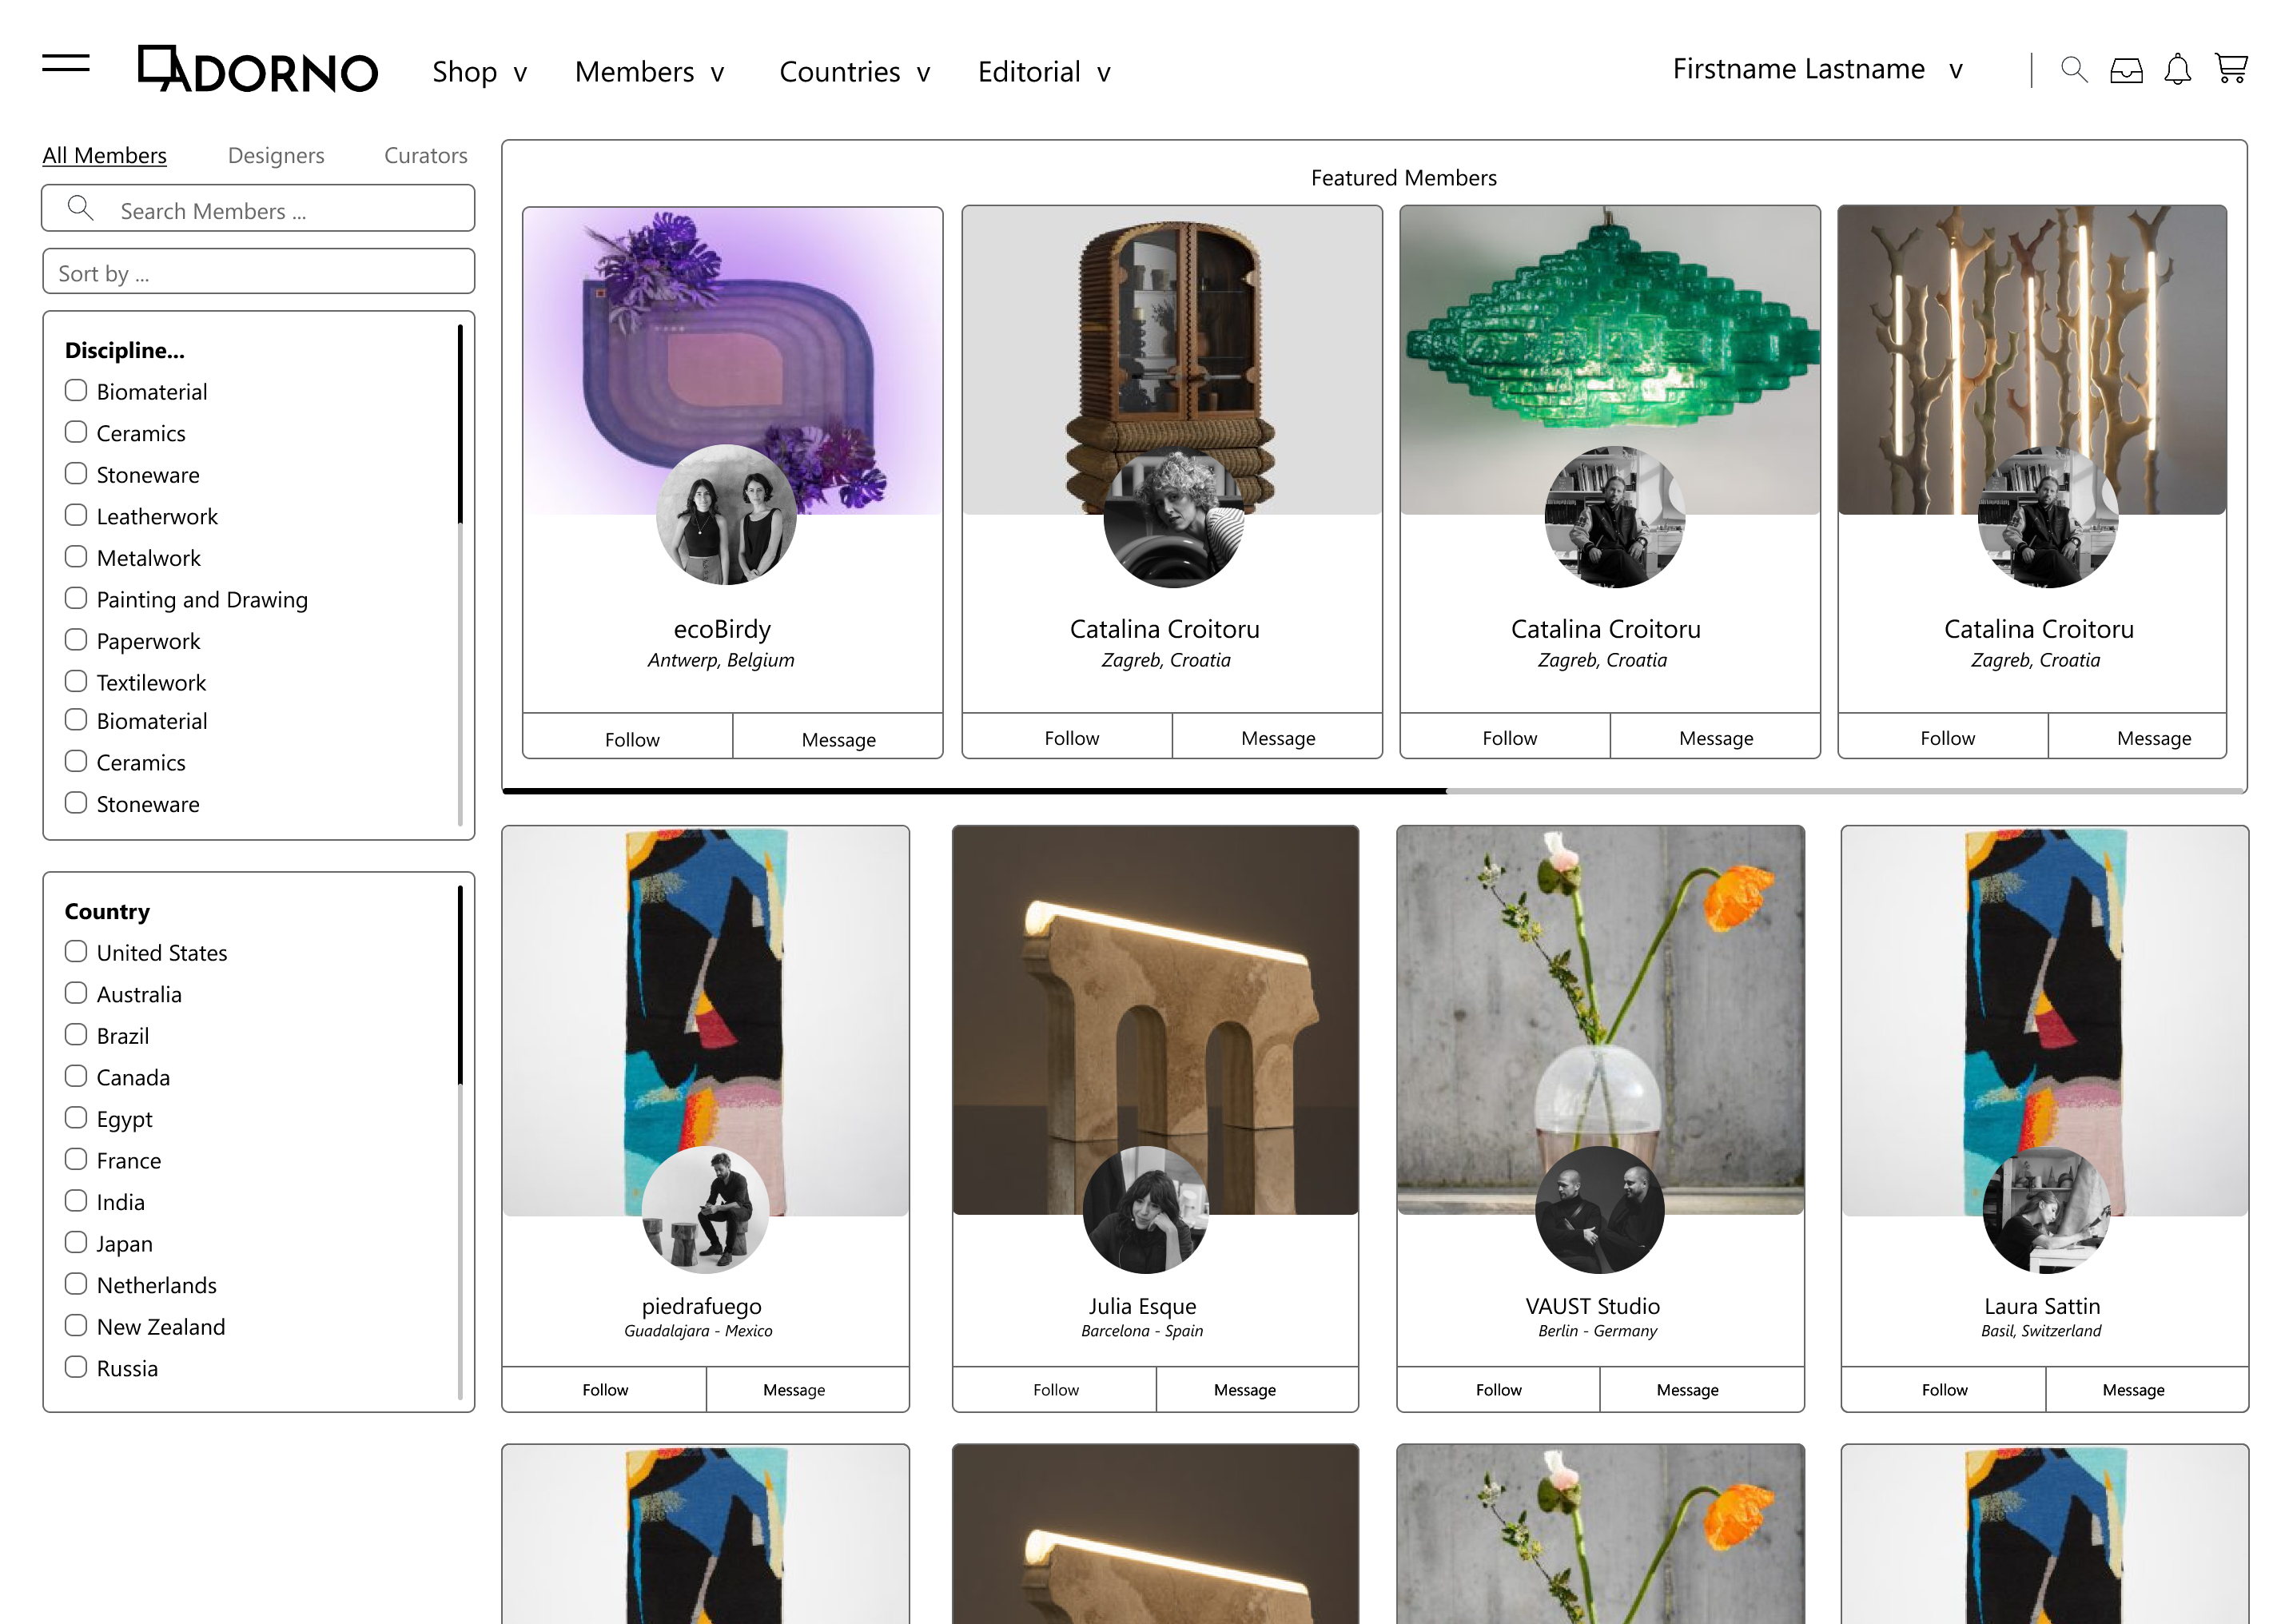 ADORNO
Shop v Members v Countries v Editorial v
Firstname Lastname v
All Members Designers Curators
Search Members ...
Sort by ...
Discipline...
Biomaterial
Ceramics
Stoneware
Leatherwork
Metalwork
Painting and Drawing
Paperwork
Textilework
Biomaterial
Ceramics
Stoneware
Country
United States
Australia
Brazil
Canada
Egypt
France
India
Japan
Netherlands
New Zealand
Russia
Featured Members
ecoBirdy
Antwerp, Belgium
Follow Message
Catalina Croitoru
Zagreb, Croatia
Follow Message
Catalina Croitoru
Zagreb, Croatia
Follow Message
Catalina Croitoru
Zagreb, Croatia
Follow Message
piedrafuego
Guadalajara - Mexico
Follow Message
Julia Esque
Barcelona - Spain
Follow Message
VAUST Studio
Berlin - Germany
Follow Message
Laura Sattin
Basil, Switzerland
Follow Message